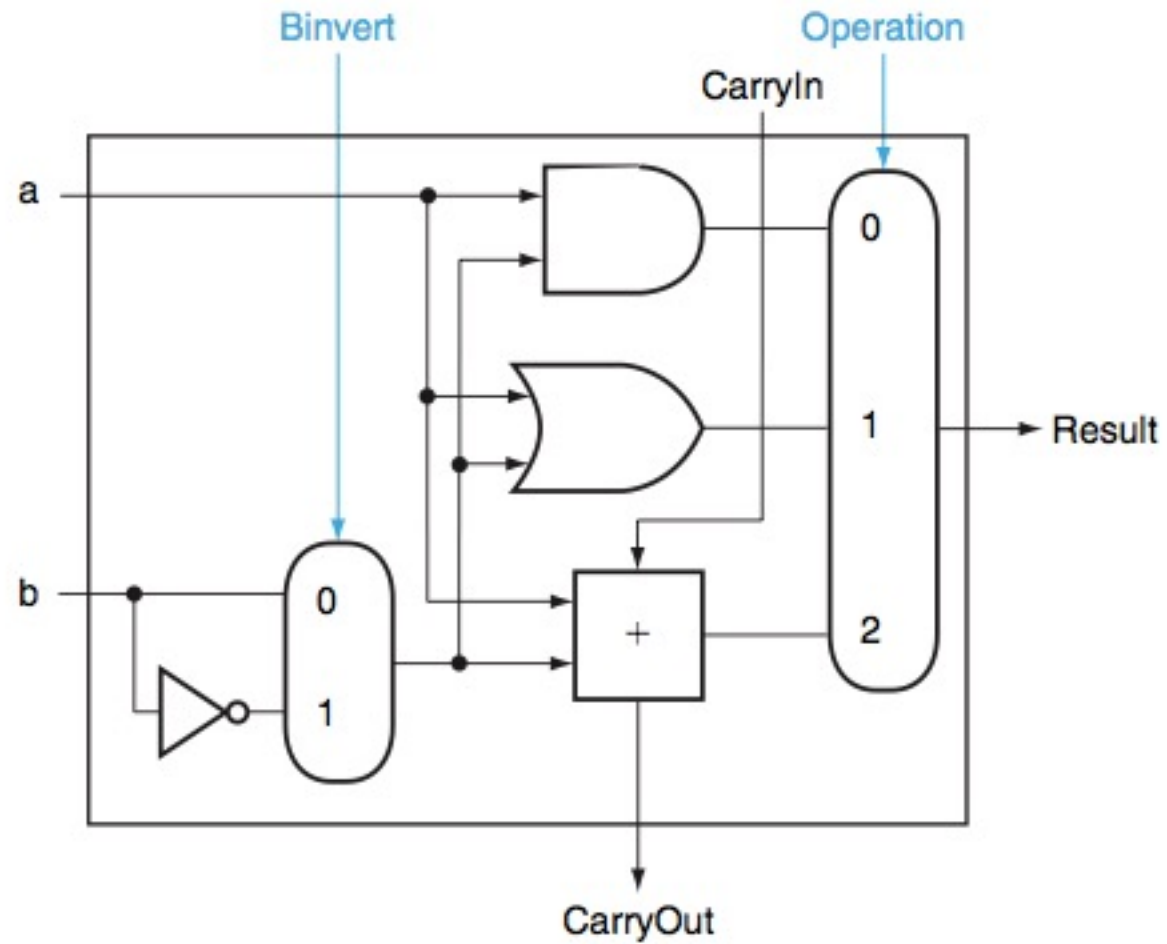 Binvert
Operation
CarryIn
a
0
1
Result
b
0
+
2
1
CarryOut